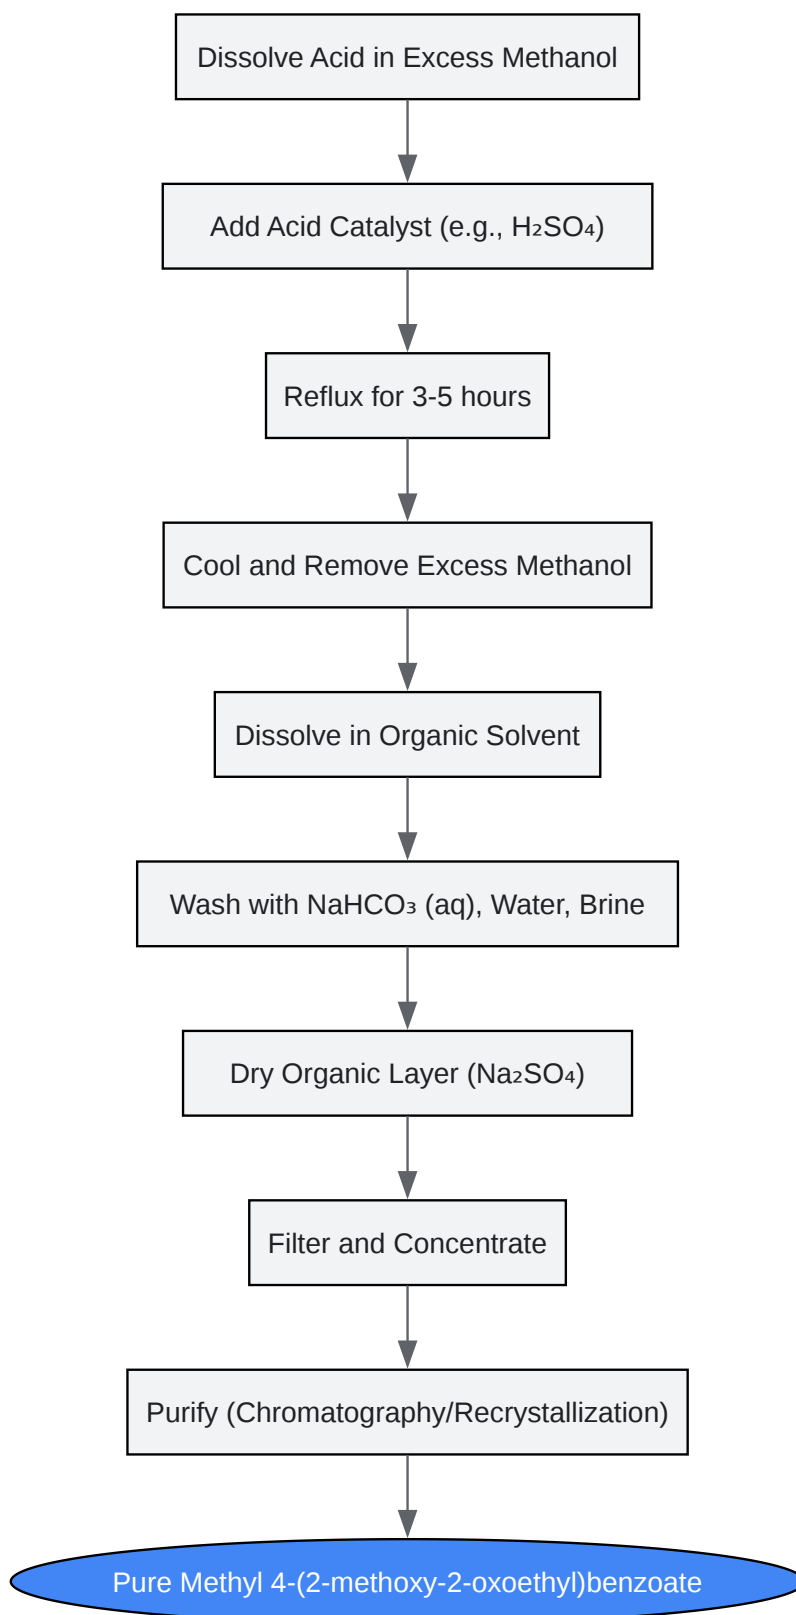 Dissolve Acid in Excess Methanol
Add Acid Catalyst (e.g., H₂SO₄)
Reflux for 3-5 hours
Cool and Remove Excess Methanol
Dissolve in Organic Solvent
Wash with NaHCO₃ (aq), Water, Brine
Dry Organic Layer (Na₂SO₄)
Filter and Concentrate
Purify (Chromatography/Recrystallization)
Pure Methyl 4-(2-methoxy-2-oxoethyl)benzoate